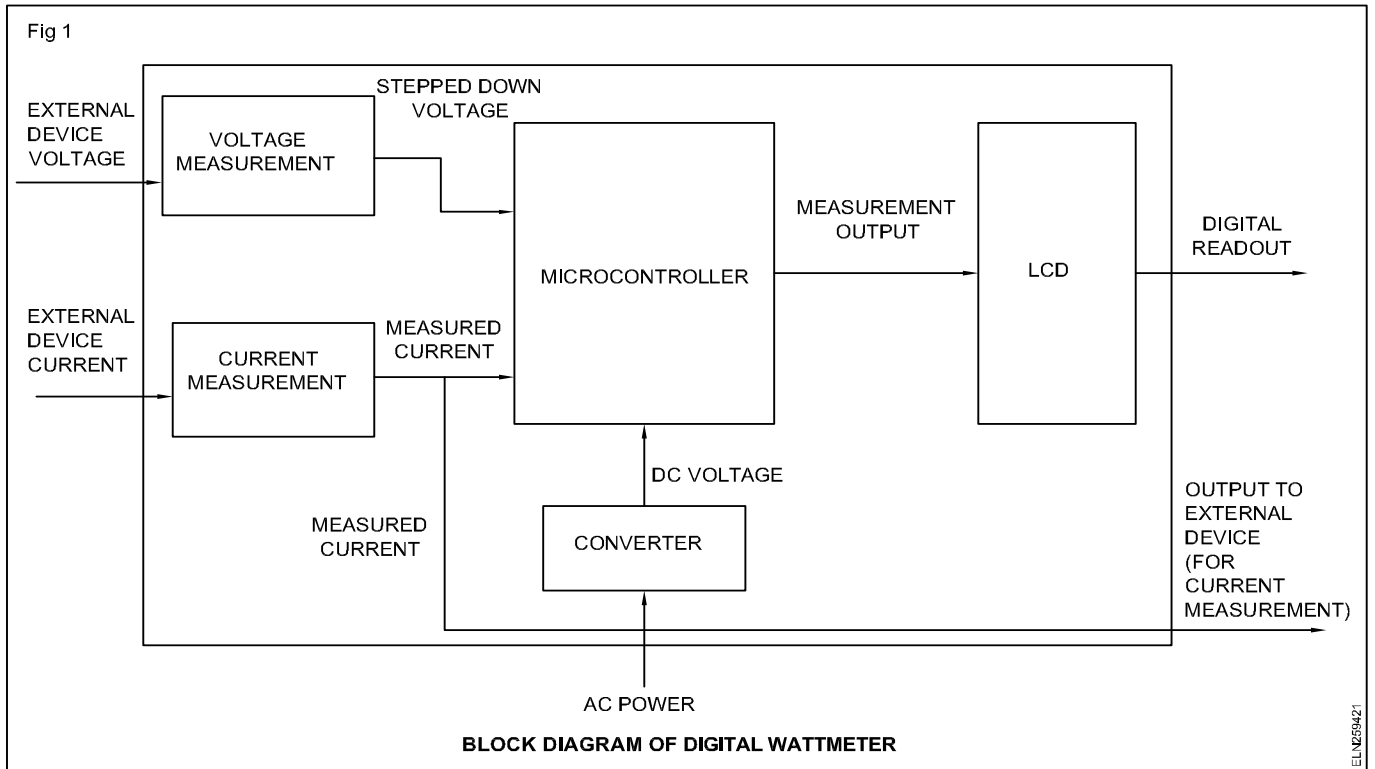 Fig 1
EXTERNAL
DEVICE
VOLTAGE
VOLTAGE
MEASUREMENT
STEPPED DOWN
VOLTAGE
MICROCONTROLLER
MEASUREMENT
OUTPUT
LCD
DIGITAL
READOUT
EXTERNAL
DEVICE
CURRENT
CURRENT
MEASUREMENT
MEASURED
CURRENT
DC VOLTAGE
MEASURED
CURRENT
CONVERTER
OUTPUT TO
EXTERNAL
DEVICE
(FOR
CURRENT
MEASUREMENT)
AC POWER
BLOCK DIAGRAM OF DIGITAL WATTMETER
ELN259421